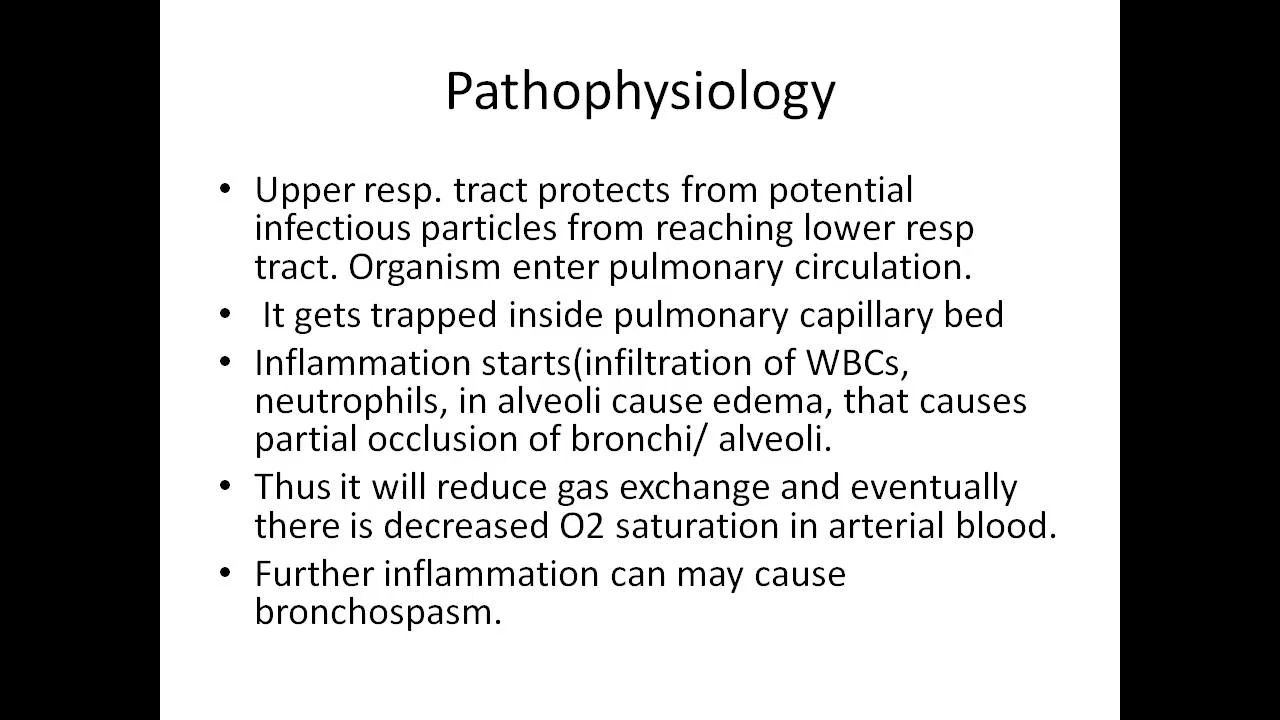 Pathophysiology
• Upper resp. tract protects from potential
infectious particles from reaching lower resp
tract. Organism enter pulmonary circulation.
• It gets trapped inside pulmonary capillary bed
• Inflammation starts(infiltration of WBCs,
neutrophils, in alveoli cause edema, that causes
partial occlusion of bronchi/ alveoli.
• Thus it will reduce gas exchange and eventually
there is decreased O2 saturation in arterial blood.
• Further inflammation can may cause
bronchospasm.